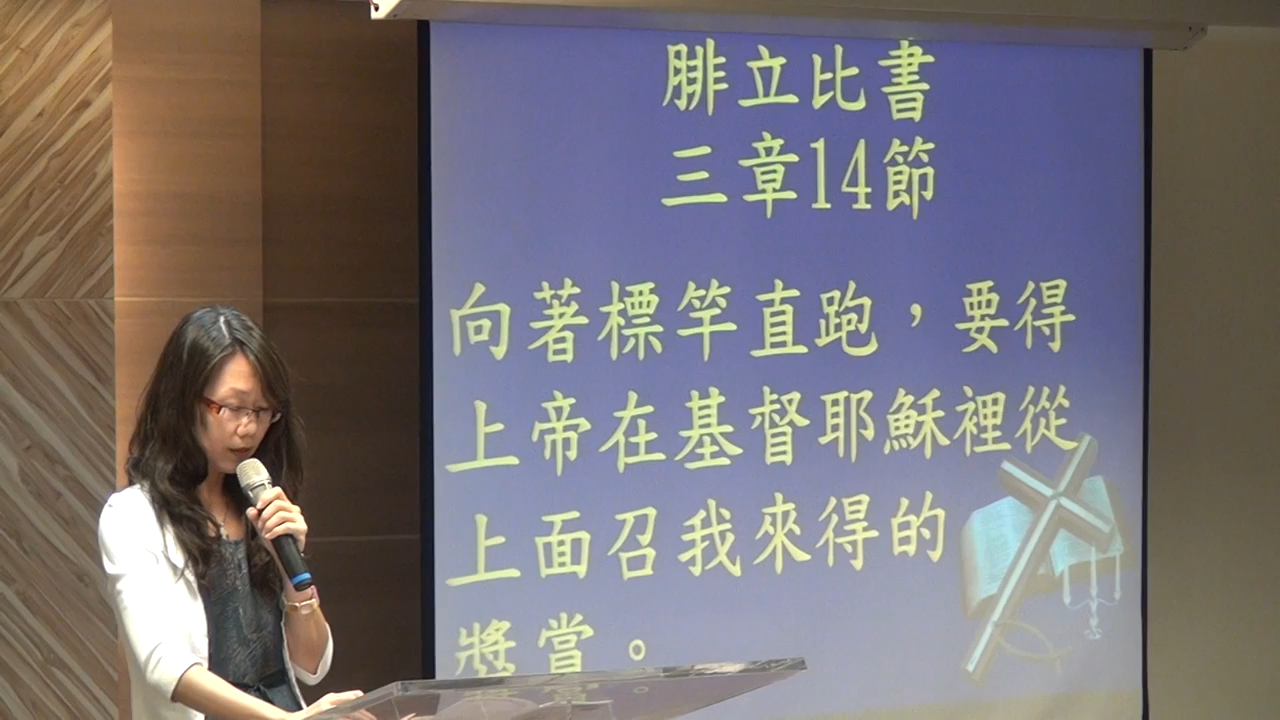 腓立比書
三章14節
向著標竿直跑，要得
上帝在基督耶穌裡從
上面召我來得的
獎賞。